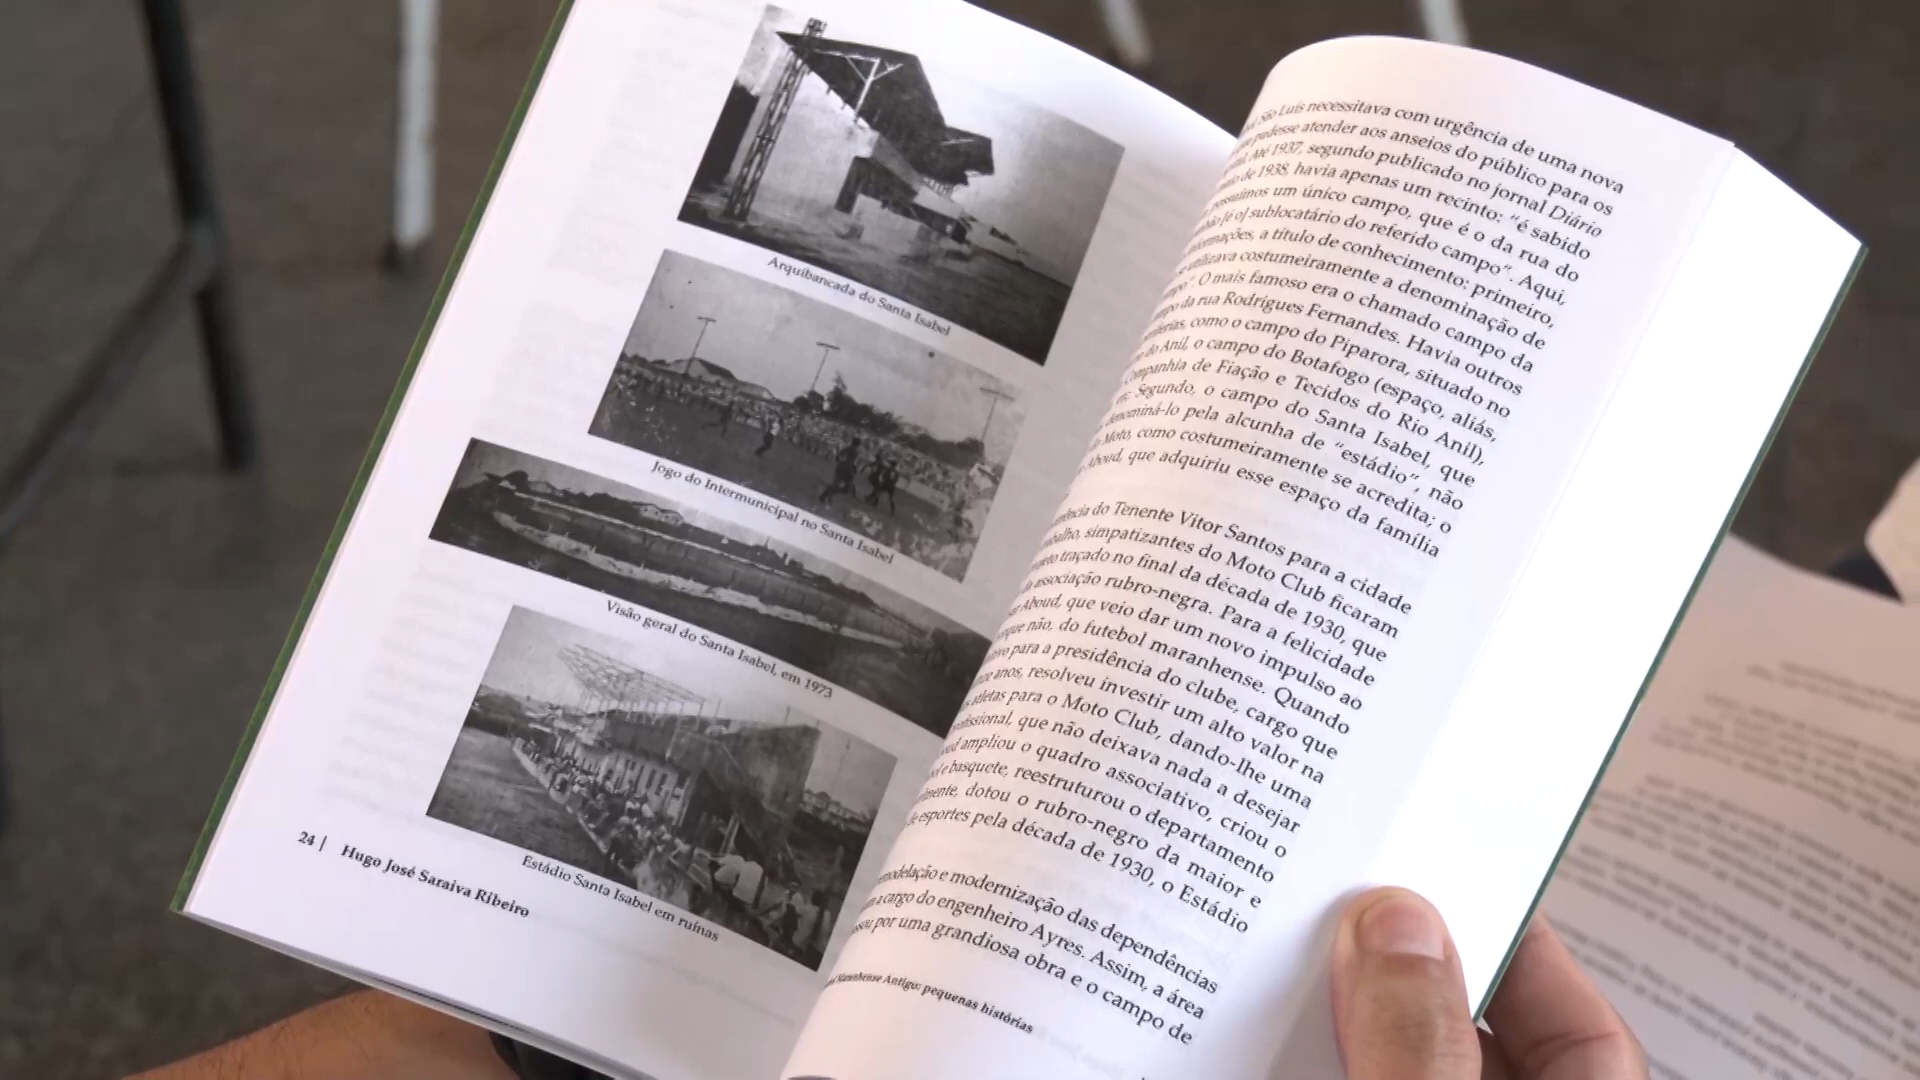 Arquibancada do Santa Isabel
Jogo do Intermunicipal no Santa Isabel
Visão geral do Santa Isabel, em 1973
Estádio Santa Isabel em ruínas
24 | Hugo José Saraiva Ribeiro
São Luís necessitava com urgência de uma nova
pudesse atender aos anseios do público para os
Até 1937, segundo publicado no jornal Diário
de 1938, havia apenas um recinto: “é sabido
possuímos um único campo, que é o da rua do
[é o] sublocatário do referido campo”. Aqui,
informações, a título de conhecimento: primeiro,
se utilizava costumeiramente a denominação de
O mais famoso era o chamado campo da
da rua Rodrigues Fernandes. Havia outros
como o campo do Piparora, situado no
do Anil, o campo do Botafogo (espaço, aliás,
Companhia de Fiação e Tecidos do Rio Anil),
etc. Segundo, o campo do Santa Isabel, que
denominá-lo pela alcunha de “estádio”, não
Moto, como costumeiramente se acredita; o
Aboud, que adquiriu esse espaço da família
do Tenente Vitor Santos para a cidade
simpatizantes do Moto Club ficaram
traçado no final da década de 1930, que
associação rubro-negra. Para a felicidade
Aboud, que veio dar um novo impulso ao
não, do futebol maranhense. Quando
para a presidência do clube, cargo que
anos, resolveu investir um alto valor na
atletas para o Moto Club, dando-lhe uma
que não deixava nada a desejar
ampliou o quadro associativo, criou o
e basquete, reestruturou o departamento
dotou o rubro-negro da maior e
esportes pela década de 1930, o Estádio
e modernização das dependências
a cargo do engenheiro Ayres. Assim, a área
por uma grandiosa obra e o campo de
Maranhense Antigo: pequenas histórias